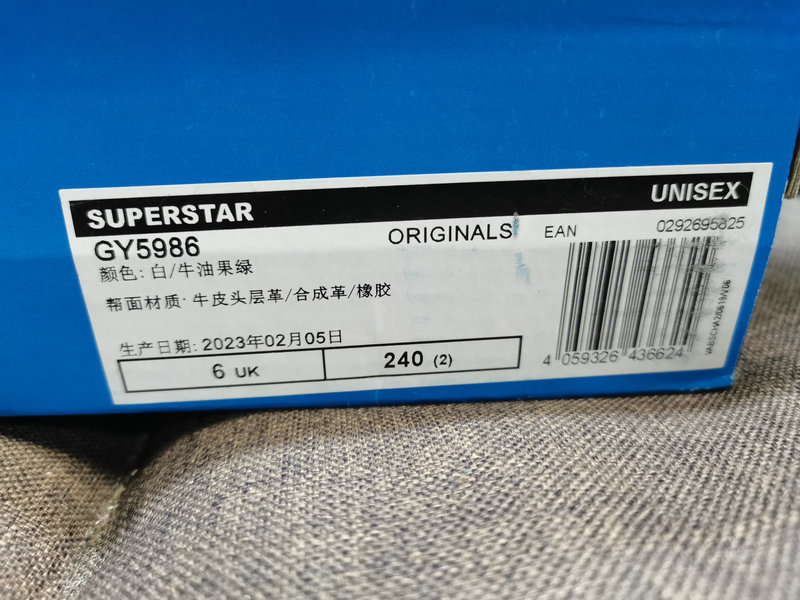 SUPERSTAR UNISEX
GY5986 ORIGINALS EAN 0292695825
颜色: 白/牛油果绿
帮面材质: 牛皮头层革/合成革/橡胶
生产日期: 2023年02月05日
6 UK 240 (2)
4 059326 436624